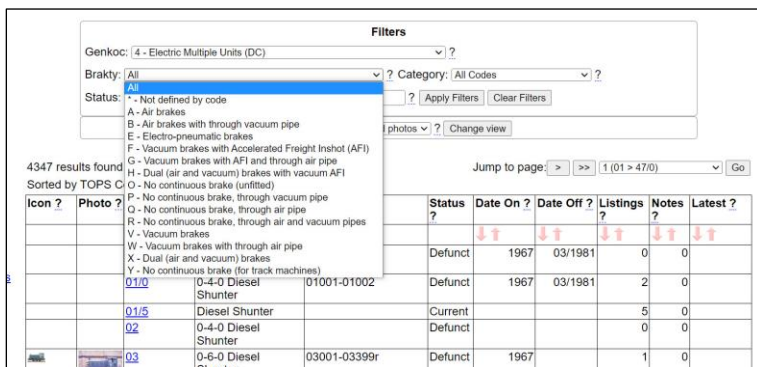 Filters
Genkoc: 4 - Electric Multiple Units (DC) ?
Brakty: All ? Category: All Codes ?
All
* - Not defined by code
A - Air brakes
B - Air brakes with through vacuum pipe
E - Electro-pneumatic brakes
F - Vacuum brakes with Accelerated Freight Inshot (AFI)
G - Vacuum brakes with AFI and through air pipe
H - Dual (air and vacuum) brakes with vacuum AFI
O - No continuous brake (unfitted)
P - No continuous brake, through vacuum pipe
Q - No continuous brake, through air pipe
R - No continuous brake, through air and vacuum pipes
V - Vacuum brakes
W - Vacuum brakes with through air pipe
X - Dual (air and vacuum) brakes
Y - No continuous brake (for track machines)
Status: ? Apply Filters Clear Filters
photos ? Change view
4347 results found Jump to page: > >> 1 (01 > 47/0) Go
Sorted by TOPS
Icon ? Photo ? Status ? Date On ? Date Off ? Listings ? Notes ? Latest ?
Defunct 1967 03/1981 0 0
01/0 0-4-0 Diesel Shunter 01001-01002 Defunct 1967 03/1981 2 0
01/5 Diesel Shunter Current 5 0
02 0-4-0 Diesel Shunter Defunct 0 0
03 0-6-0 Diesel 03001-03399r Defunct 1967 1 0